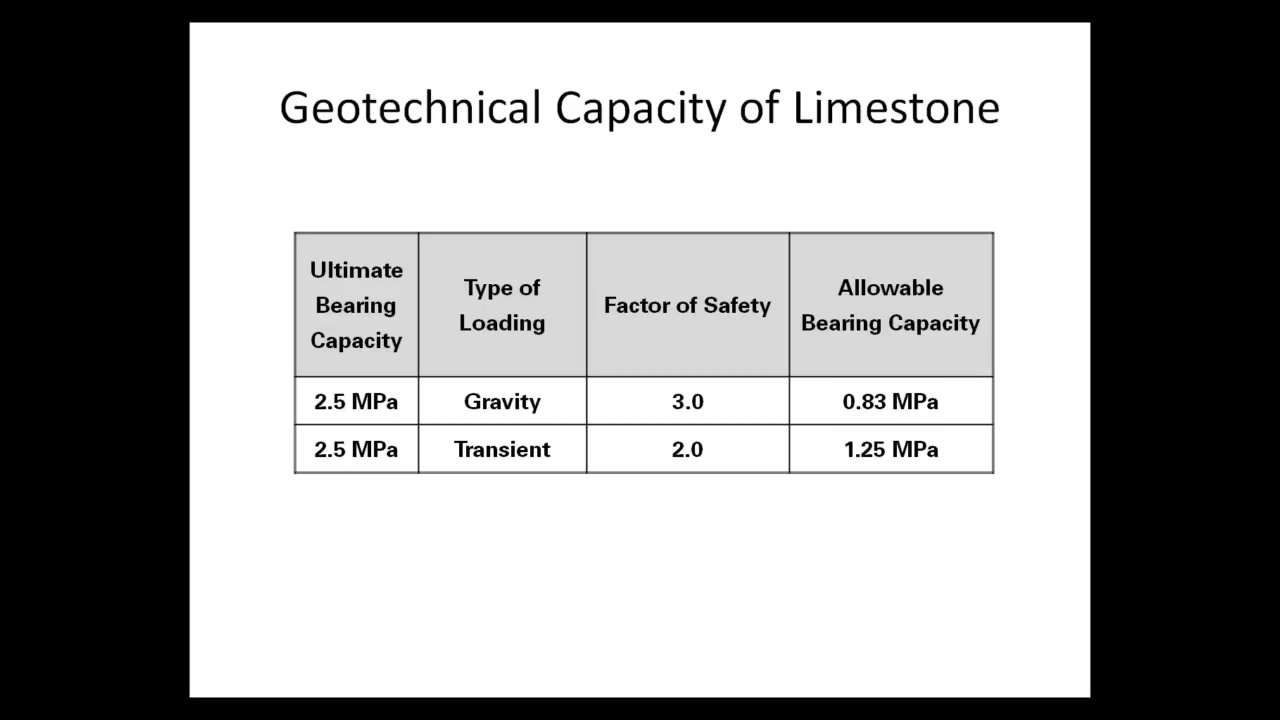 Geotechnical Capacity of Limestone
Ultimate
Bearing
Capacity
Type of
Loading
Factor of Safety
Allowable
Bearing Capacity
2.5 MPa Gravity 3.0 0.83 MPa
2.5 MPa Transient 2.0 1.25 MPa